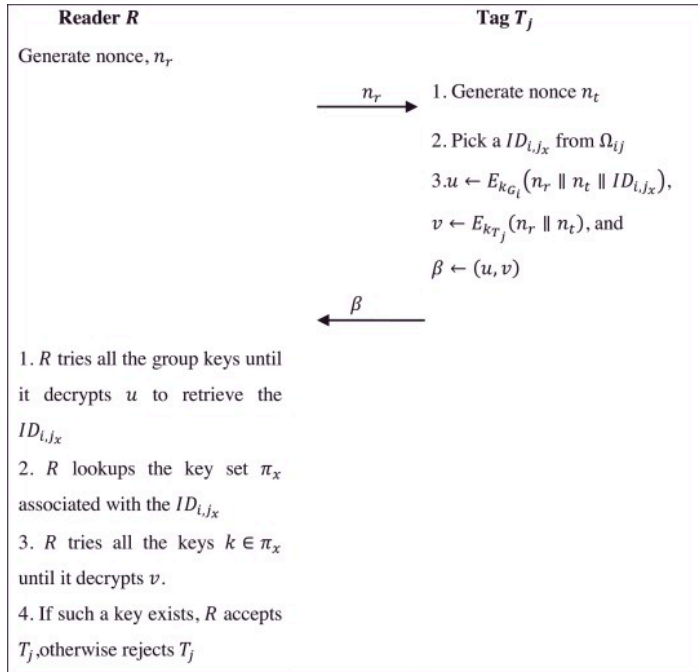 Reader R
Tag T_j
Generate nonce, n_r
n_r
1. Generate nonce n_t
2. Pick a ID_{i,j_x} from Ω_{ij}
3.u ← E_{k_{G_i}}(n_r ∥ n_t ∥ ID_{i,j_x}),
v ← E_{k_{T_j}}(n_r ∥ n_t), and
β ← (u, v)
β
1. R tries all the group keys until
it decrypts u to retrieve the
ID_{i,j_x}
2. R lookups the key set π_x
associated with the ID_{i,j_x}
3. R tries all the keys k ∈ π_x
until it decrypts v.
4. If such a key exists, R accepts
T_j,otherwise rejects T_j